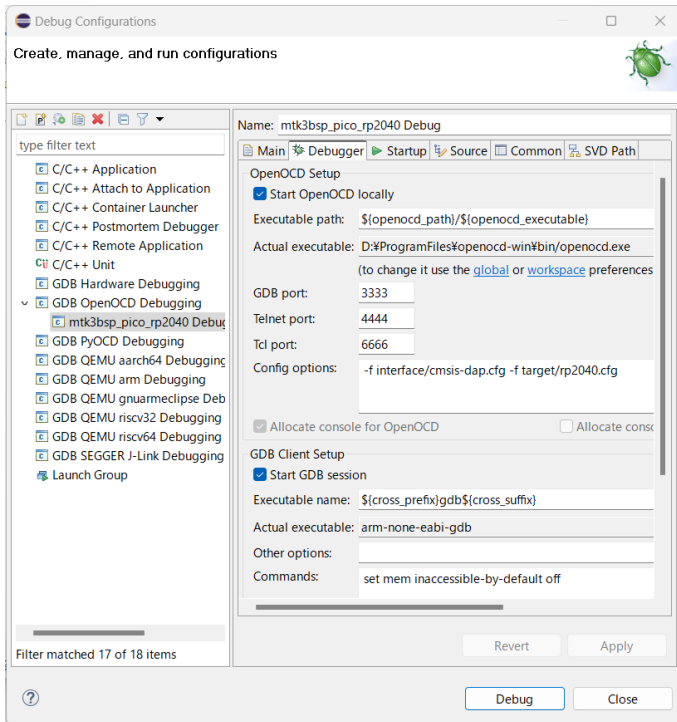 Debug Configurations
Create, manage, and run configurations
type filter text
C/C++ Application
C/C++ Attach to Application
C/C++ Container Launcher
C/C++ Postmortem Debugger
C/C++ Remote Application
C/C++ Unit
GDB Hardware Debugging
GDB OpenOCD Debugging
mtk3bsp_pico_rp2040 Debug
GDB PyOCD Debugging
GDB QEMU aarch64 Debugging
GDB QEMU arm Debugging
GDB QEMU gnuarmeclipse Deb
GDB QEMU riscv32 Debugging
GDB QEMU riscv64 Debugging
GDB SEGGER J-Link Debugging
Launch Group
Filter matched 17 of 18 items
Name: mtk3bsp_pico_rp2040 Debug
Main Debugger Startup Source Common SVD Path
OpenOCD Setup
Start OpenOCD locally
Executable path: ${openocd_path}/${openocd_executable}
Actual executable: D:¥ProgramFiles¥openocd-win¥bin/openocd.exe
(to change it use the global or workspace preferences
GDB port: 3333
Telnet port: 4444
Tcl port: 6666
Config options: -f interface/cmsis-dap.cfg -f target/rp2040.cfg
Allocate console for OpenOCD Allocate conso
GDB Client Setup
Start GDB session
Executable name: ${cross_prefix}gdb${cross_suffix}
Actual executable: arm-none-eabi-gdb
Other options:
Commands: set mem inaccessible-by-default off
Revert Apply
Debug Close